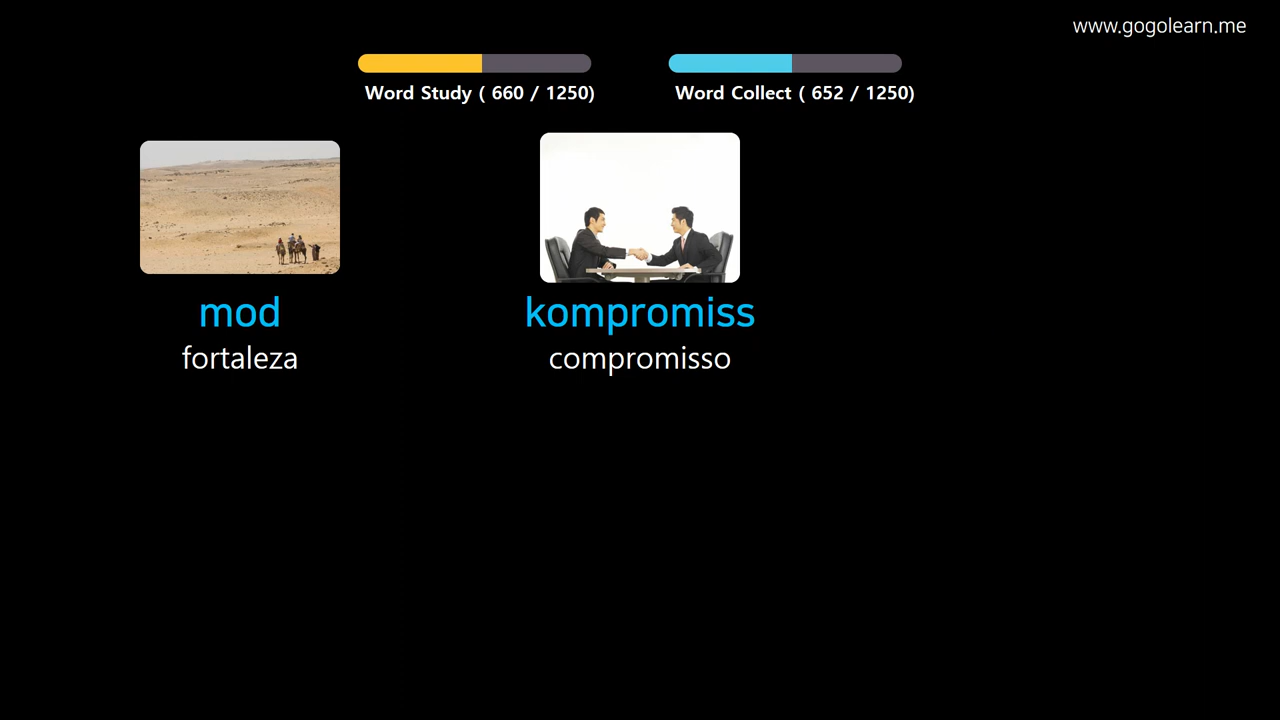 www.gogolearn.me
Word Study ( 660 / 1250)
Word Collect ( 652 / 1250)
mod
fortaleza
kompromiss
compromisso